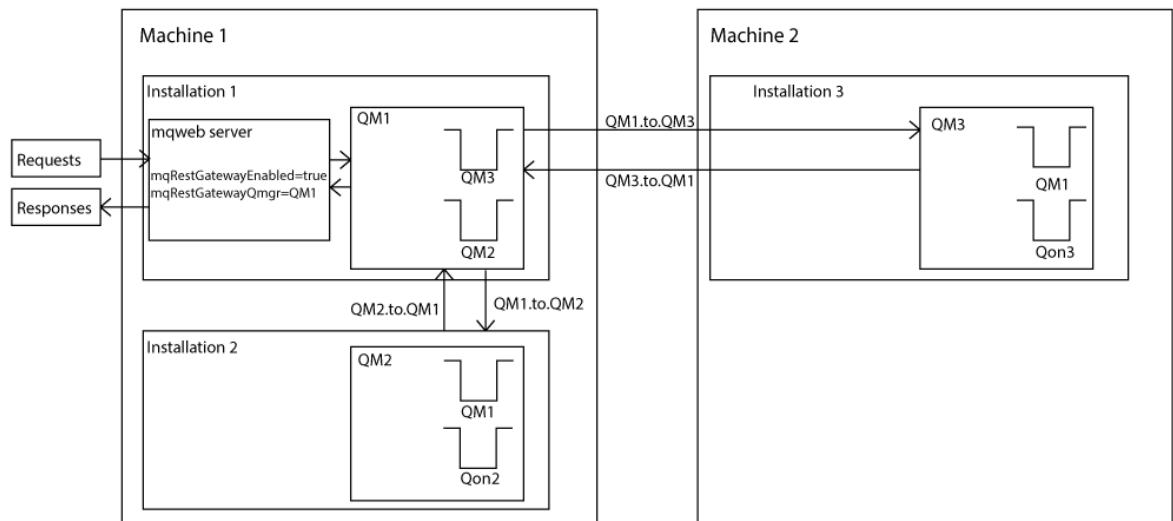 Machine 1
Machine 2
Installation 1
Installation 3
mqweb server
QM1
QM1.to.QM3
QM3
Requests
mqRestGatewayEnabled=true
mqRestGatewayQmgr=QM1
QM3
QM3.to.QM1
QM1
Responses
QM2
Qon3
QM2.to.QM1
QM1.to.QM2
Installation 2
QM2
QM1
Qon2